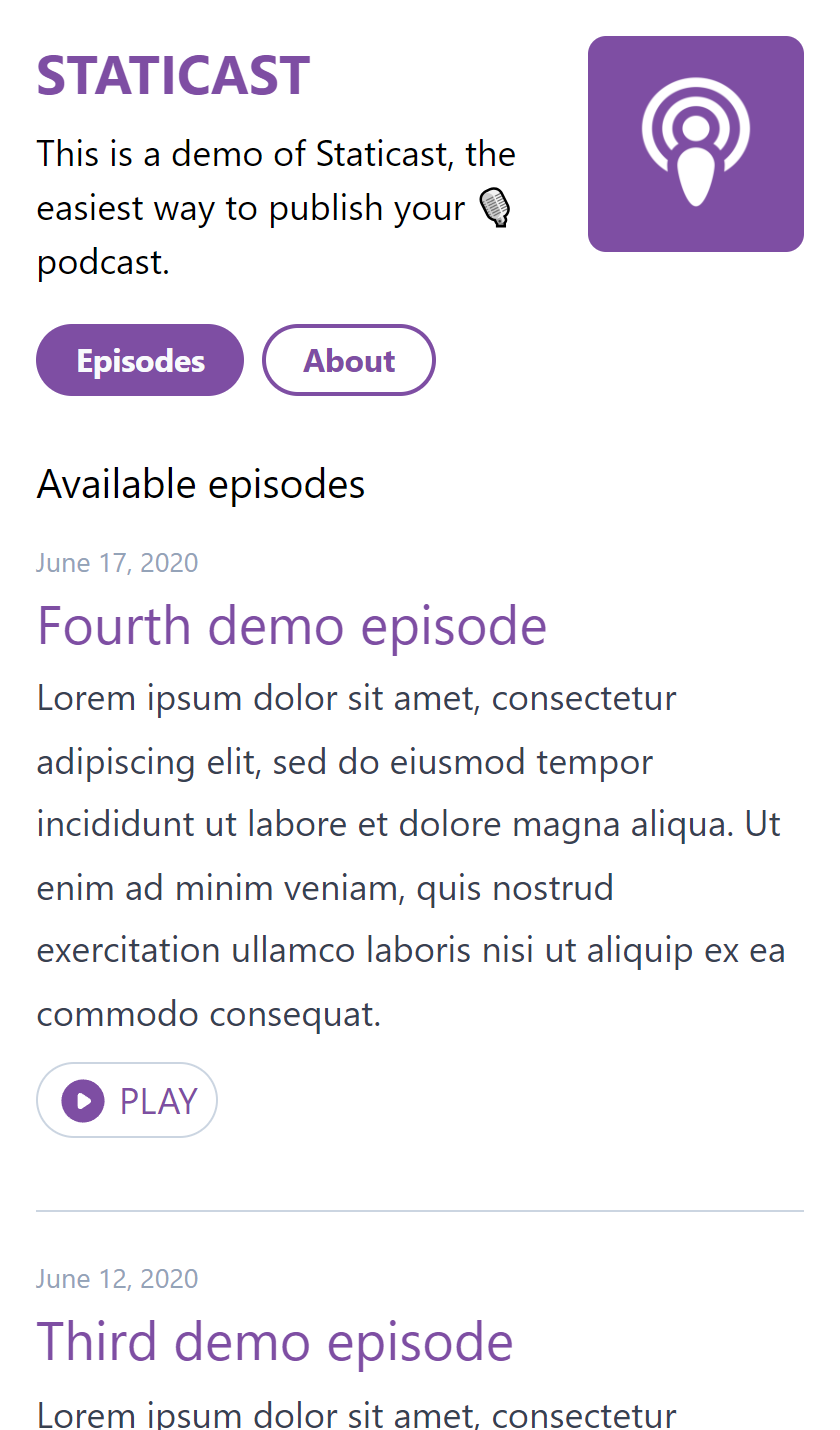 STATICAST
This is a demo of Staticast, the
easiest way to publish your 🎙
podcast.
Episodes
About
Available episodes
June 17, 2020
Fourth demo episode
Lorem ipsum dolor sit amet, consectetur
adipiscing elit, sed do eiusmod tempor
incididunt ut labore et dolore magna aliqua. Ut
enim ad minim veniam, quis nostrud
exercitation ullamco laboris nisi ut aliquip ex ea
commodo consequat.
PLAY
June 12, 2020
Third demo episode
Lorem ipsum dolor sit amet, consectetur